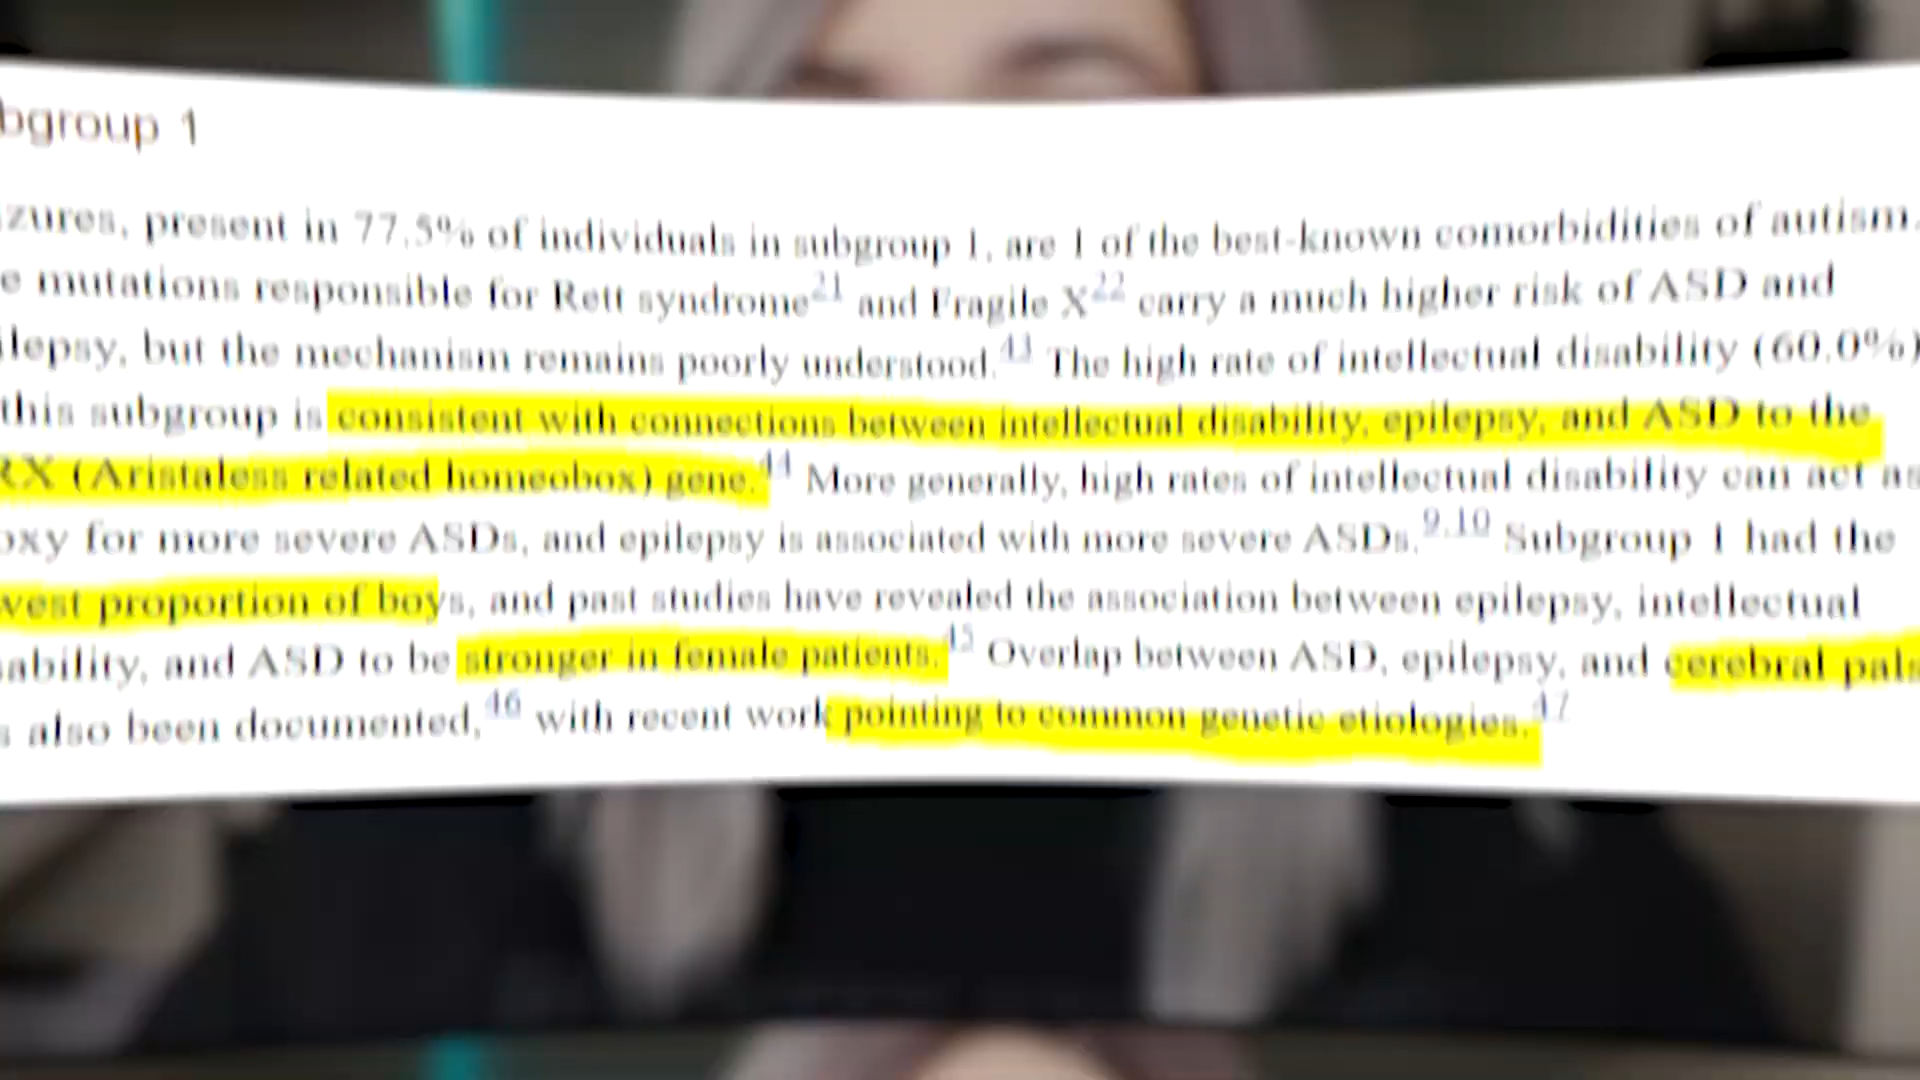 bgroup 1
izures, present in 77.5% of individuals in subgroup 1, are 1 of the best-known comorbidities of autism.
e mutations responsible for Rett syndrome21 and Fragile X22 carry a much higher risk of ASD and
ilepsy, but the mechanism remains poorly understood.43 The high rate of intellectual disability (60.0%)
this subgroup is consistent with connections between intellectual disability, epilepsy, and ASD to the
RX (Aristaless related homeobox) gene.44 More generally, high rates of intellectual disability can act as
oxy for more severe ASDs, and epilepsy is associated with more severe ASDs.9,10 Subgroup 1 had the
west proportion of boys, and past studies have revealed the association between epilepsy, intellectual
sability, and ASD to be stronger in female patients.45 Overlap between ASD, epilepsy, and cerebral pals
s also been documented,46 with recent work pointing to common genetic etiologies.47